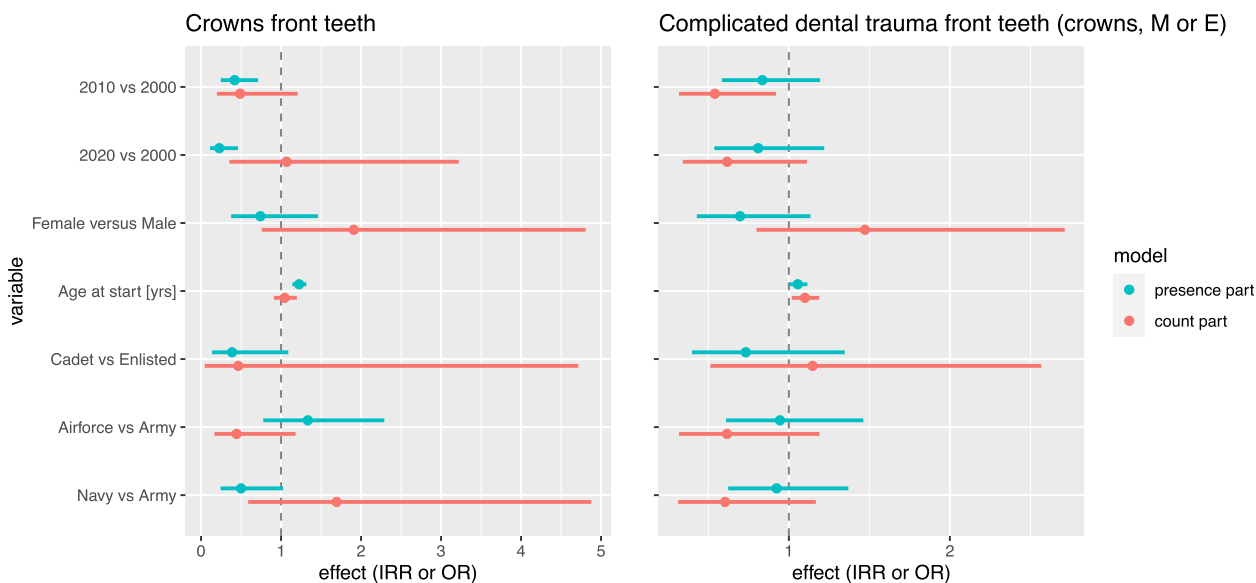 Crowns front teeth
Complicated dental trauma front teeth (crowns, M or E)
variable
2010 vs 2000
2020 vs 2000
Female versus Male
Age at start [yrs]
Cadet vs Enlisted
Airforce vs Army
Navy vs Army
0 1 2 3 4 5
effect (IRR or OR)
1 2
effect (IRR or OR)
model
presence part
count part